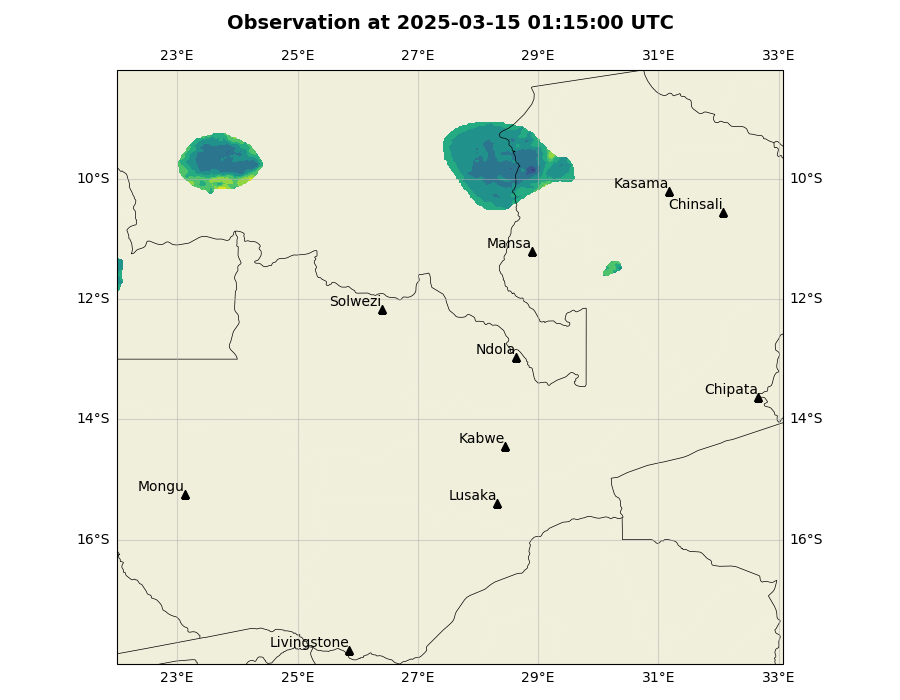 Observation at 2025-03-15 01:15:00 UTC
23°E 25°E 27°E 29°E 31°E 33°E
10°S 10°S
Kasama
Chinsali
Mansa
12°S 12°S
Solwezi
Ndola
Chipata
14°S 14°S
Kabwe
Mongu
Lusaka
16°S 16°S
Livingstone
23°E 25°E 27°E 29°E 31°E 33°E